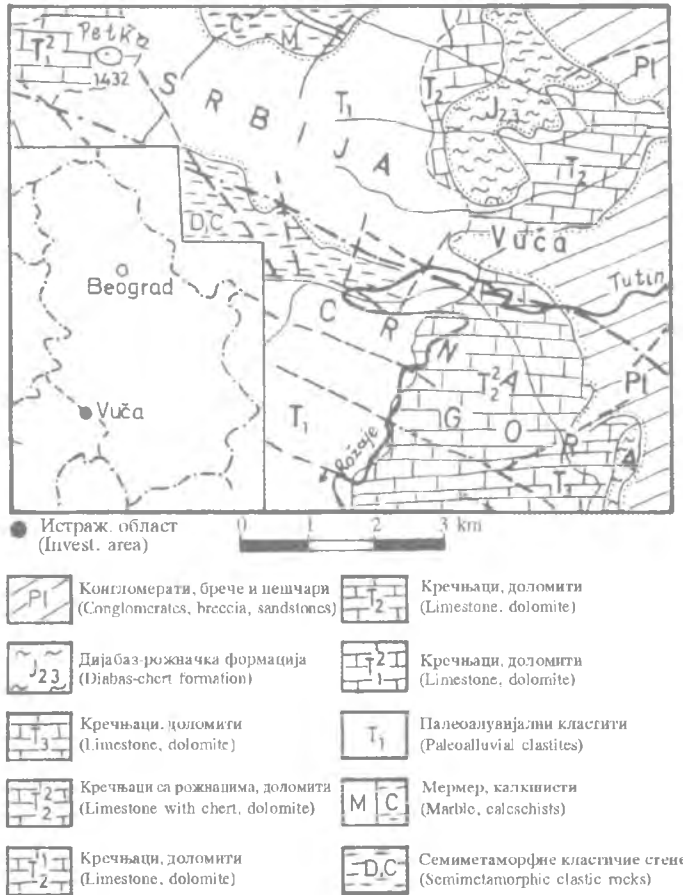 Petka
1432
T₁²
C
M
S R B I J A
T₁
T₂
J₂₃
T₂
Pl
D,C
Vuča
Tutin
Beograd
Vuča
C R N A G O R A
T₂²
T₁
Pl
Rožaje
Истраж. област
(Invest. area)
0 1 2 3 km
Pl
Конгломерати, брече и пешчари
(Conglomerates, breccia, sandstones)
J₂₃
Дијабаз-рожначка формација
(Diabas-chert formation)
T₃
Кречњаци, доломити
(Limestone, dolomite)
T₂²
Кречњаци са рожнацима, доломити
(Limestone with chert, dolomite)
T₂¹
Кречњаци, доломити
(Limestone, dolomite)
T₂
Кречњаци, доломити
(Limestone, dolomite)
T₁²
Кречњаци, доломити
(Limestone, dolomite)
T₁
Палеоалувијални кластити
(Paleoalluvial clastites)
M C
Мермер, калкшисти
(Marble, calcschists)
D,C
Семиметаморфне кластичне стене
(Semimetamorphic clastic rocks)